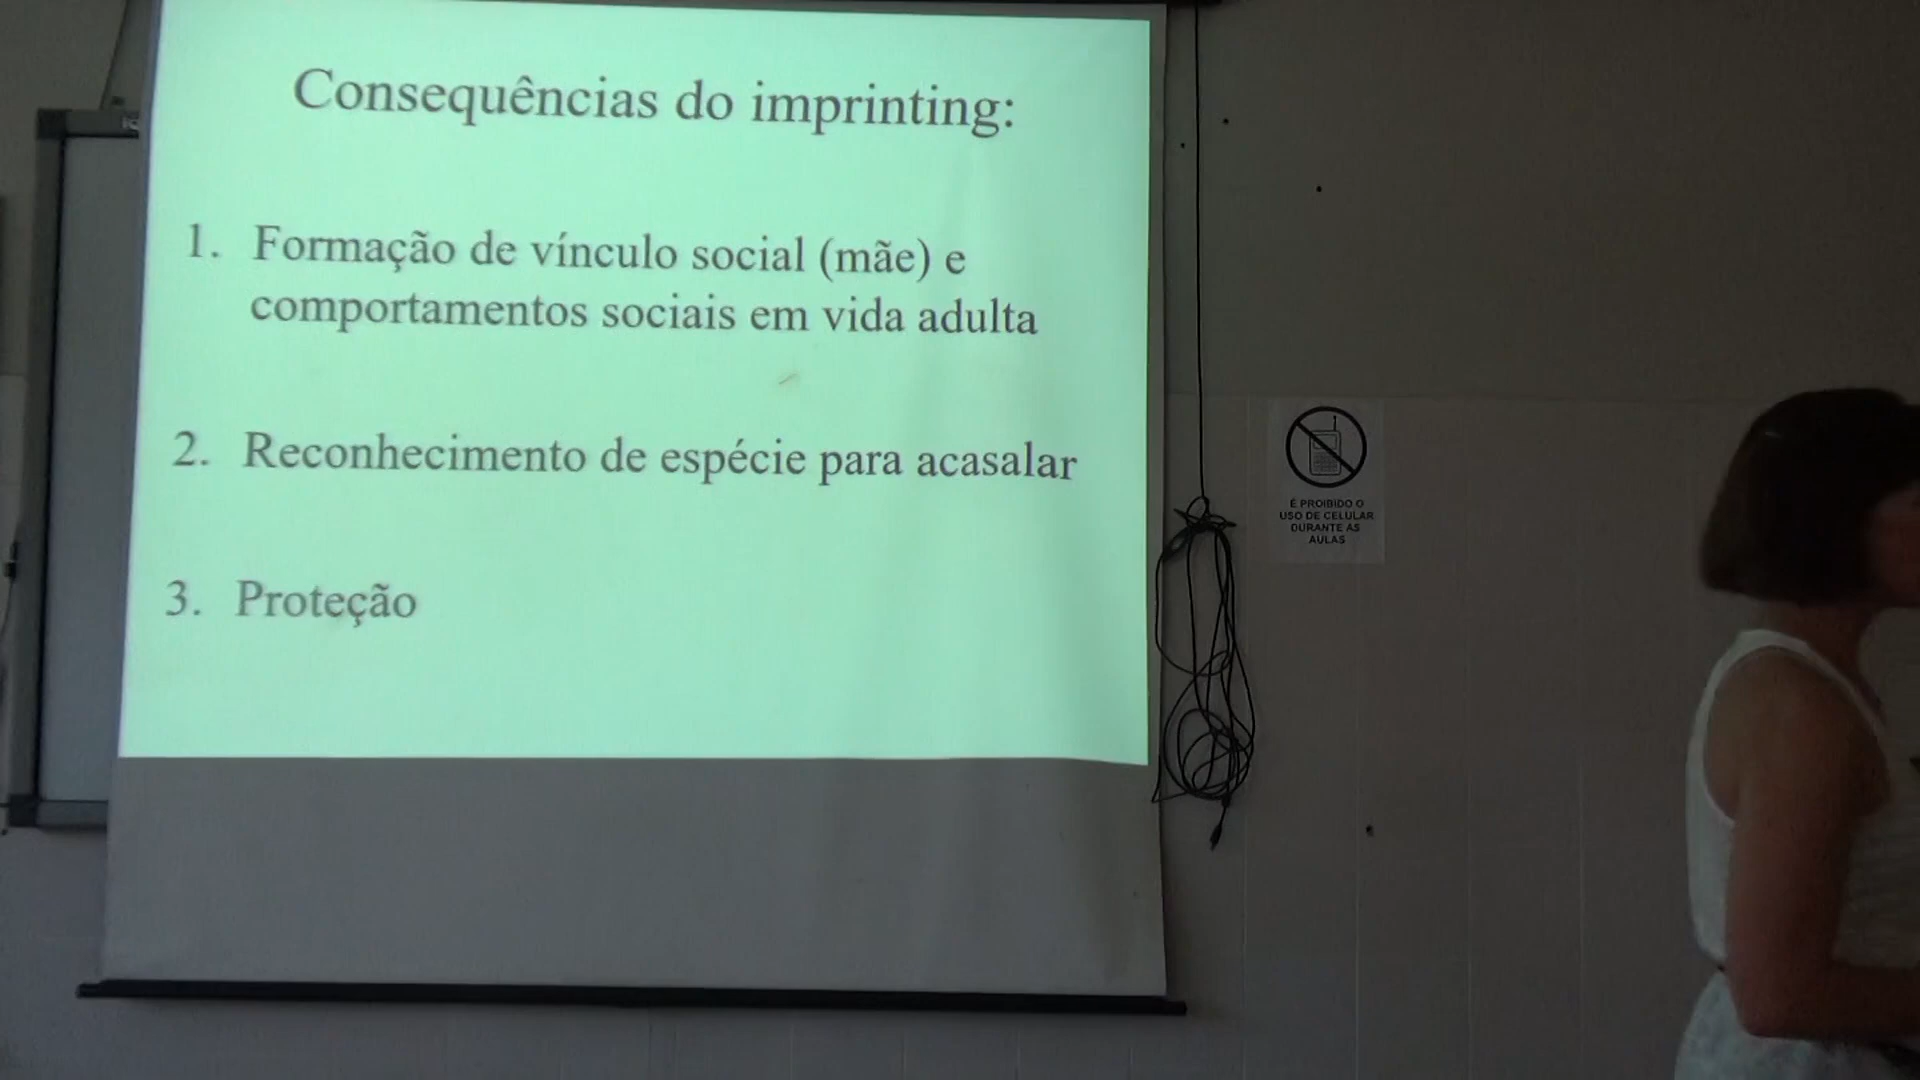 Consequências do imprinting:
1. Formação de vínculo social (mãe) e
comportamentos sociais em vida adulta
2. Reconhecimento de espécie para acasalar
3. Proteção
É PROIBIDO O
USO DE CELULAR
DURANTE AS
AULAS